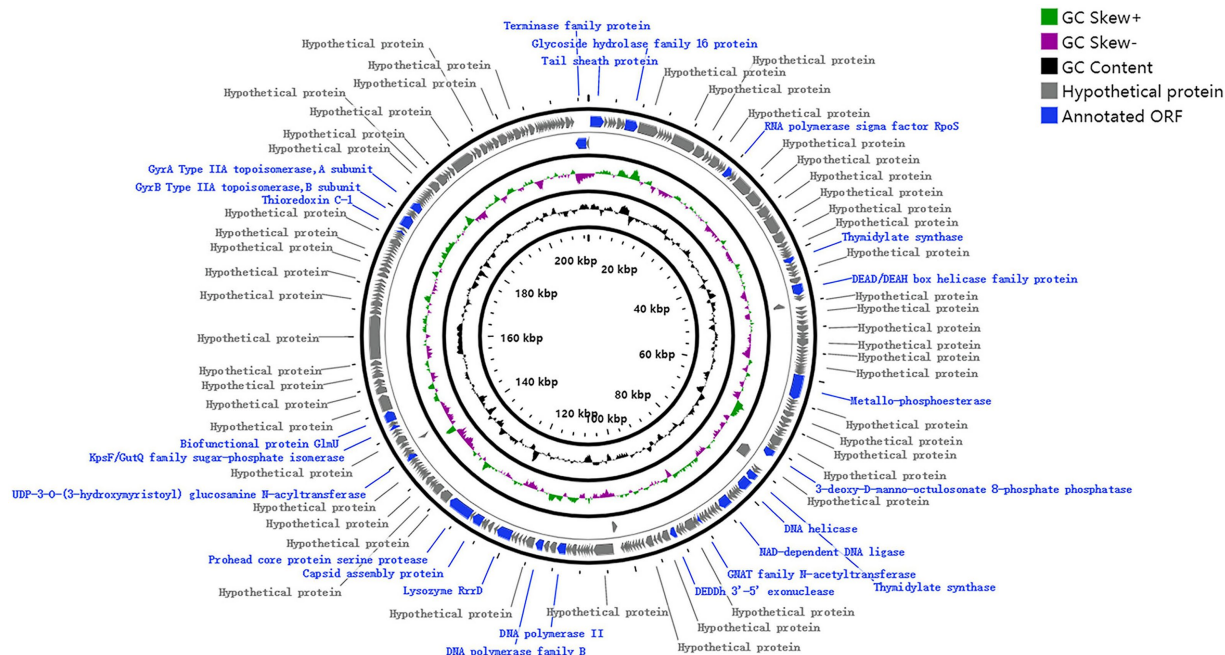 Terminase family protein
Glycoside hydrolase family 16 protein
Tail sheath protein
Hypothetical protein
Hypothetical protein
Hypothetical protein
Hypothetical protein
RNA polymerase sigma factor RpoS
Hypothetical protein
Hypothetical protein
Hypothetical protein
Hypothetical protein
Hypothetical protein
Hypothetical protein
Thymidylate synthase
Hypothetical protein
DEAD/DEAH box helicase family protein
Hypothetical protein
Hypothetical protein
Hypothetical protein
Hypothetical protein
Hypothetical protein
Hypothetical protein
Metallo-phosphoesterase
Hypothetical protein
Hypothetical protein
Hypothetical protein
Hypothetical protein
3-deoxy-D-manno-octulosonate 8-phosphate phosphatase
Hypothetical protein
DNA helicase
NAD-dependent DNA ligase
GNAT family N-acetyltransferase
Thymidylate synthase
DEDDh 3'-5' exonuclease
Hypothetical protein
Hypothetical protein
Hypothetical protein
Hypothetical protein
DNA polymerase II
DNA polymerase family B
Hypothetical protein
Lysozyme RrrD
Hypothetical protein
Capsid assembly protein
Prohead core protein serine protease
Hypothetical protein
Hypothetical protein
Hypothetical protein
UDP-3-O-(3-hydroxymyristoyl) glucosamine N-acyltransferase
Hypothetical protein
KpsF/GutQ family sugar-phosphate isomerase
Biofunctional protein GlmU
Hypothetical protein
Hypothetical protein
Hypothetical protein
Hypothetical protein
Hypothetical protein
Hypothetical protein
Hypothetical protein
Hypothetical protein
Hypothetical protein
Hypothetical protein
Thioredoxin C-1
GyrB Type IIA topoisomerase,B subunit
GyrA Type IIA topoisomerase,A subunit
Hypothetical protein
Hypothetical protein
Hypothetical protein
Hypothetical protein
Hypothetical protein
Hypothetical protein
Hypothetical protein
200 kbp
20 kbp
40 kbp
60 kbp
80 kbp
100 kbp
120 kbp
140 kbp
160 kbp
180 kbp
GC Skew+
GC Skew-
GC Content
Hypothetical protein
Annotated ORF